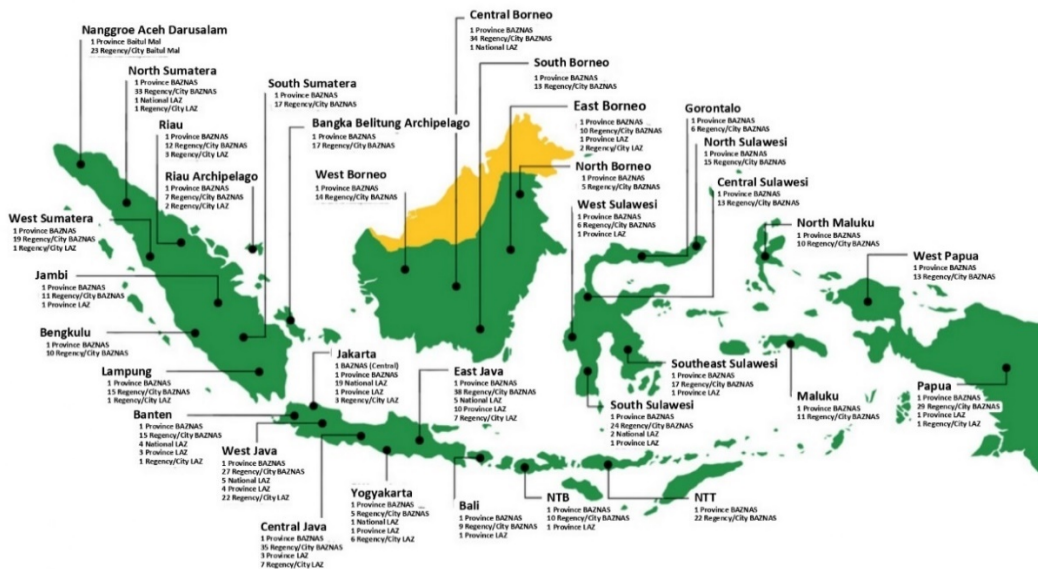 Nanggroe Aceh Darusalam
1 Province Baitul Mal
23 Regency/City Baitul Mal
North Sumatera
1 Province BAZNAS
33 Regency/City BAZNAS
1 National LAZ
1 Regency/City LAZ
Riau
1 Province BAZNAS
12 Regency/City BAZNAS
3 Regency/City LAZ
Riau Archipelago
1 Province BAZNAS
7 Regency/City BAZNAS
2 Regency/City LAZ
West Sumatera
1 Province BAZNAS
19 Regency/City BAZNAS
1 Regency/City LAZ
Jambi
1 Province BAZNAS
11 Regency/City BAZNAS
1 Province LAZ
Bengkulu
1 Province BAZNAS
10 Regency/City BAZNAS
Lampung
1 Province BAZNAS
15 Regency/City BAZNAS
1 Regency/City LAZ
Banten
1 Province BAZNAS
15 Regency/City BAZNAS
4 National LAZ
3 Province LAZ
1 Regency/City LAZ
South Sumatera
1 Province BAZNAS
17 Regency/City BAZNAS
Bangka Belitung Archipelago
1 Province BAZNAS
17 Regency/City BAZNAS
West Borneo
1 Province BAZNAS
14 Regency/City BAZNAS
Central Borneo
1 Province BAZNAS
34 Regency/City BAZNAS
1 National LAZ
South Borneo
1 Province BAZNAS
13 Regency/City BAZNAS
East Borneo
1 Province BAZNAS
10 Regency/City BAZNAS
1 Province LAZ
2 Regency/City LAZ
North Borneo
1 Province BAZNAS
5 Regency/City BAZNAS
West Sulawesi
1 Province BAZNAS
6 Regency/City BAZNAS
1 Province LAZ
Gorontalo
1 Province BAZNAS
6 Regency/City BAZNAS
North Sulawesi
1 Province BAZNAS
15 Regency/City BAZNAS
Central Sulawesi
1 Province BAZNAS
13 Regency/City BAZNAS
North Maluku
1 Province BAZNAS
10 Regency/City BAZNAS
West Papua
1 Province BAZNAS
13 Regency/City BAZNAS
Jakarta
1 BAZNAS (Central)
1 Province BAZNAS
19 National LAZ
1 Province LAZ
3 Regency/City LAZ
East Java
1 Province BAZNAS
38 Regency/City BAZNAS
5 National LAZ
10 Province LAZ
7 Regency/City LAZ
South Sulawesi
1 Province BAZNAS
24 Regency/City BAZNAS
2 National LAZ
1 Province LAZ
Southeast Sulawesi
1 Province BAZNAS
17 Regency/City BAZNAS
1 Province LAZ
Maluku
1 Province BAZNAS
11 Regency/City BAZNAS
Papua
1 Province BAZNAS
29 Regency/City BAZNAS
1 Province LAZ
1 Regency/City LAZ
West Java
1 Province BAZNAS
27 Regency/City BAZNAS
5 National LAZ
4 Province LAZ
22 Regency/City LAZ
Central Java
1 Province BAZNAS
35 Regency/City BAZNAS
3 Province LAZ
7 Regency/City LAZ
Yogyakarta
1 Province BAZNAS
5 Regency/City BAZNAS
1 National LAZ
1 Province LAZ
6 Regency/City LAZ
Bali
1 Province BAZNAS
9 Regency/City BAZNAS
1 Province LAZ
NTB
1 Province BAZNAS
10 Regency/City BAZNAS
1 Province LAZ
NTT
1 Province BAZNAS
22 Regency/City BAZNAS